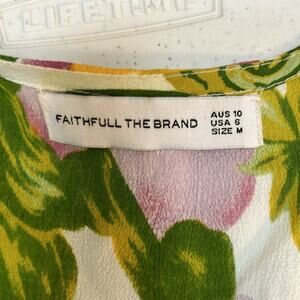 LIFETIME
FAITHFULL THE BRAND
AUS 10
USA 6
SIZE M